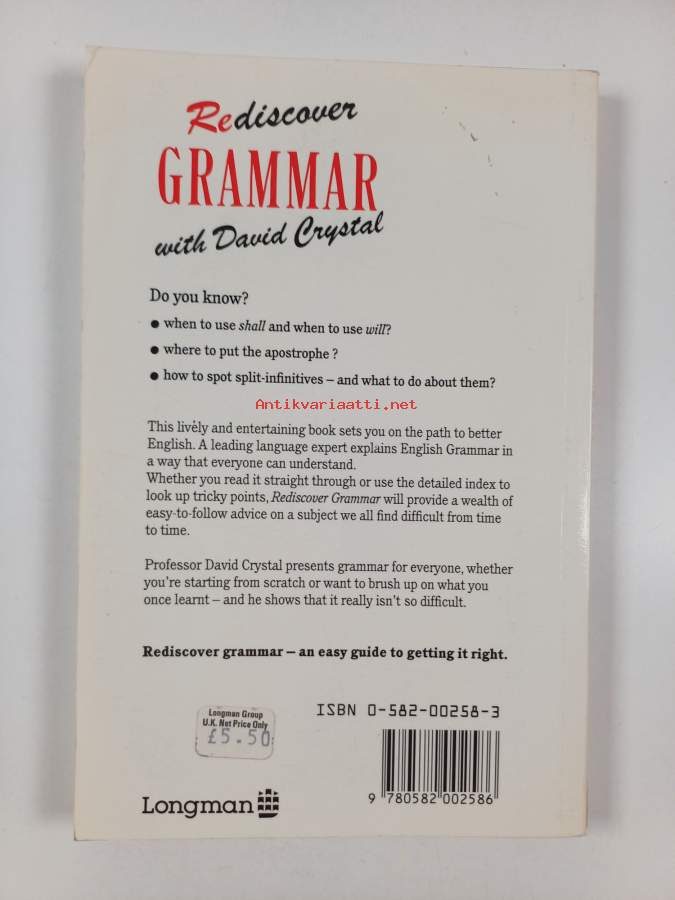 Rediscover
GRAMMAR
with David Crystal
Do you know?
● when to use shall and when to use will?
● where to put the apostrophe ?
● how to spot split-infinitives – and what to do about them?
Antikvariaatti.net
This lively and entertaining book sets you on the path to better
English. A leading language expert explains English Grammar in
a way that everyone can understand.
Whether you read it straight through or use the detailed index to
look up tricky points, Rediscover Grammar will provide a wealth of
easy-to-follow advice on a subject we all find difficult from time
to time.
Professor David Crystal presents grammar for everyone, whether
you're starting from scratch or want to brush up on what you
once learnt – and he shows that it really isn't so difficult.
Rediscover grammar – an easy guide to getting it right.
Longman Group
U.K. Net Price Only
£5.50
ISBN 0-582-00258-3
9 780582 002586
Longman